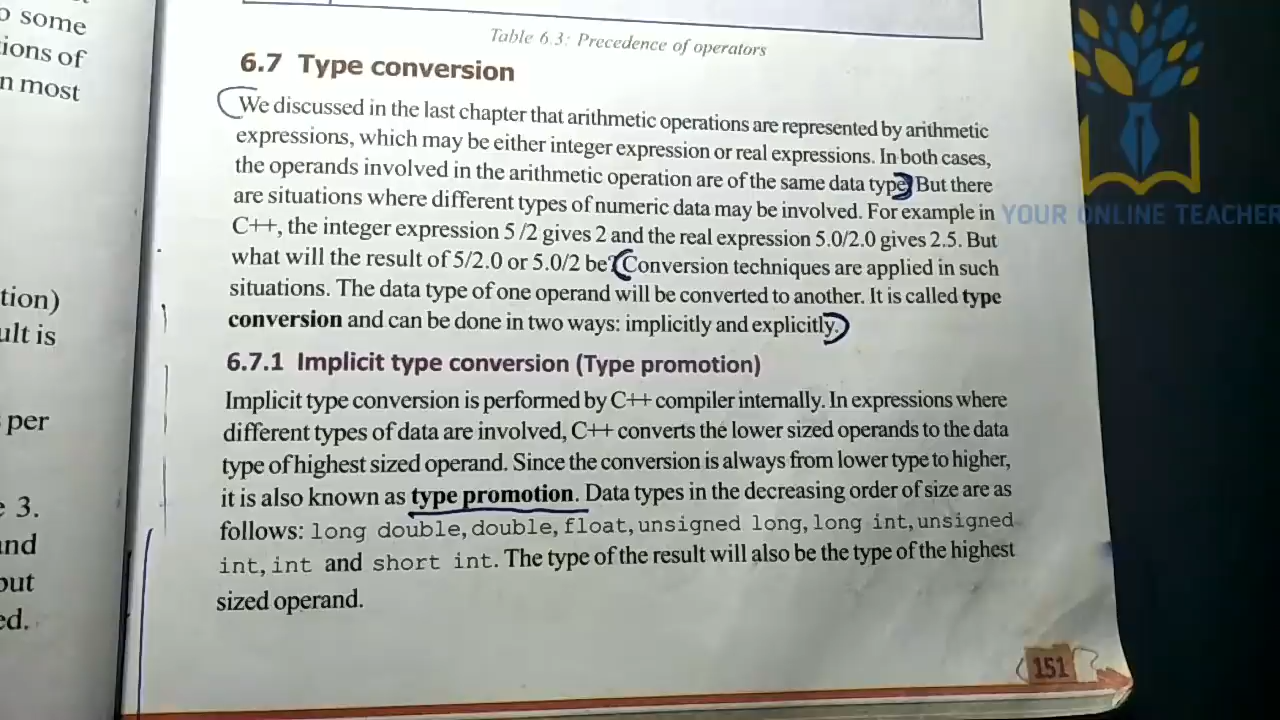 o some
ions of
n most
tion)
ult is
per
e 3.
and
out
ed.
Table 6.3: Precedence of operators
6.7 Type conversion
We discussed in the last chapter that arithmetic operations are represented by arithmetic
expressions, which may be either integer expression or real expressions. In both cases,
the operands involved in the arithmetic operation are of the same data type. But there
are situations where different types of numeric data may be involved. For example in
C++, the integer expression 5 /2 gives 2 and the real expression 5.0/2.0 gives 2.5. But
what will the result of 5/2.0 or 5.0/2 be? Conversion techniques are applied in such
situations. The data type of one operand will be converted to another. It is called type
conversion and can be done in two ways: implicitly and explicitly.
6.7.1 Implicit type conversion (Type promotion)
Implicit type conversion is performed by C++ compiler internally. In expressions where
different types of data are involved, C++ converts the lower sized operands to the data
type of highest sized operand. Since the conversion is always from lower type to higher,
it is also known as type promotion. Data types in the decreasing order of size are as
follows: long double, double, float, unsigned long, long int, unsigned
int, int and short int. The type of the result will also be the type of the highest
sized operand.
151
YOUR ONLINE TEACHER